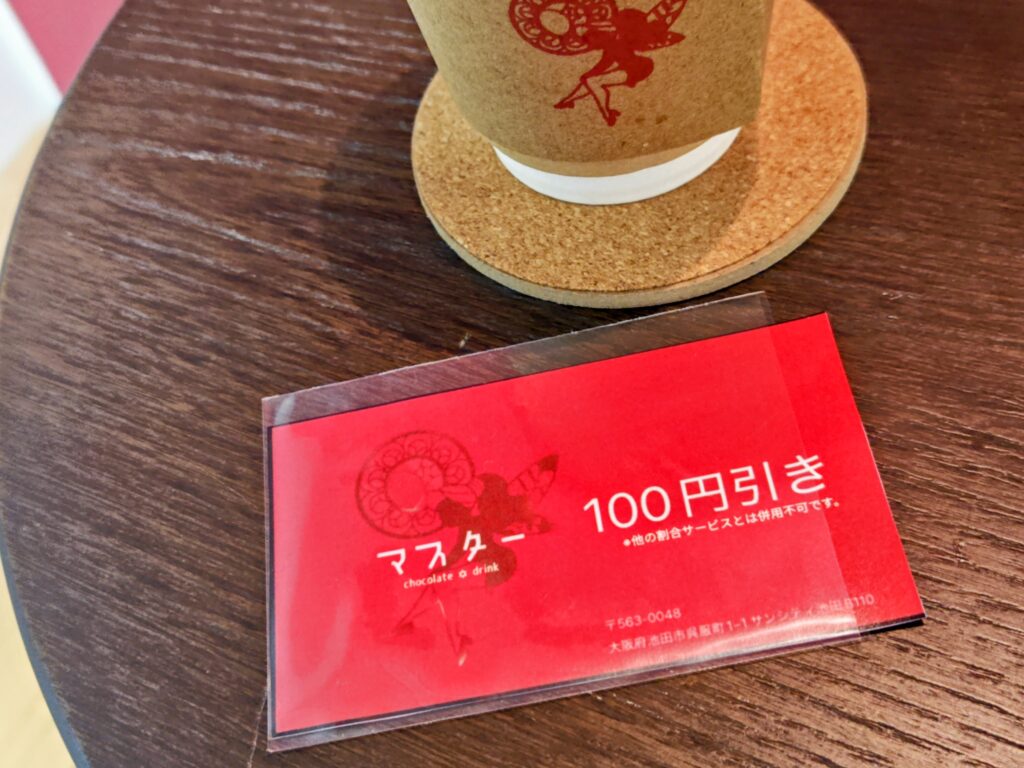 マスター
chocolate ✿ drink
100円引き
※他の割合サービスとは併用不可です。
〒563-0048
大阪府池田市呉服町1-1サンシティ池田B110